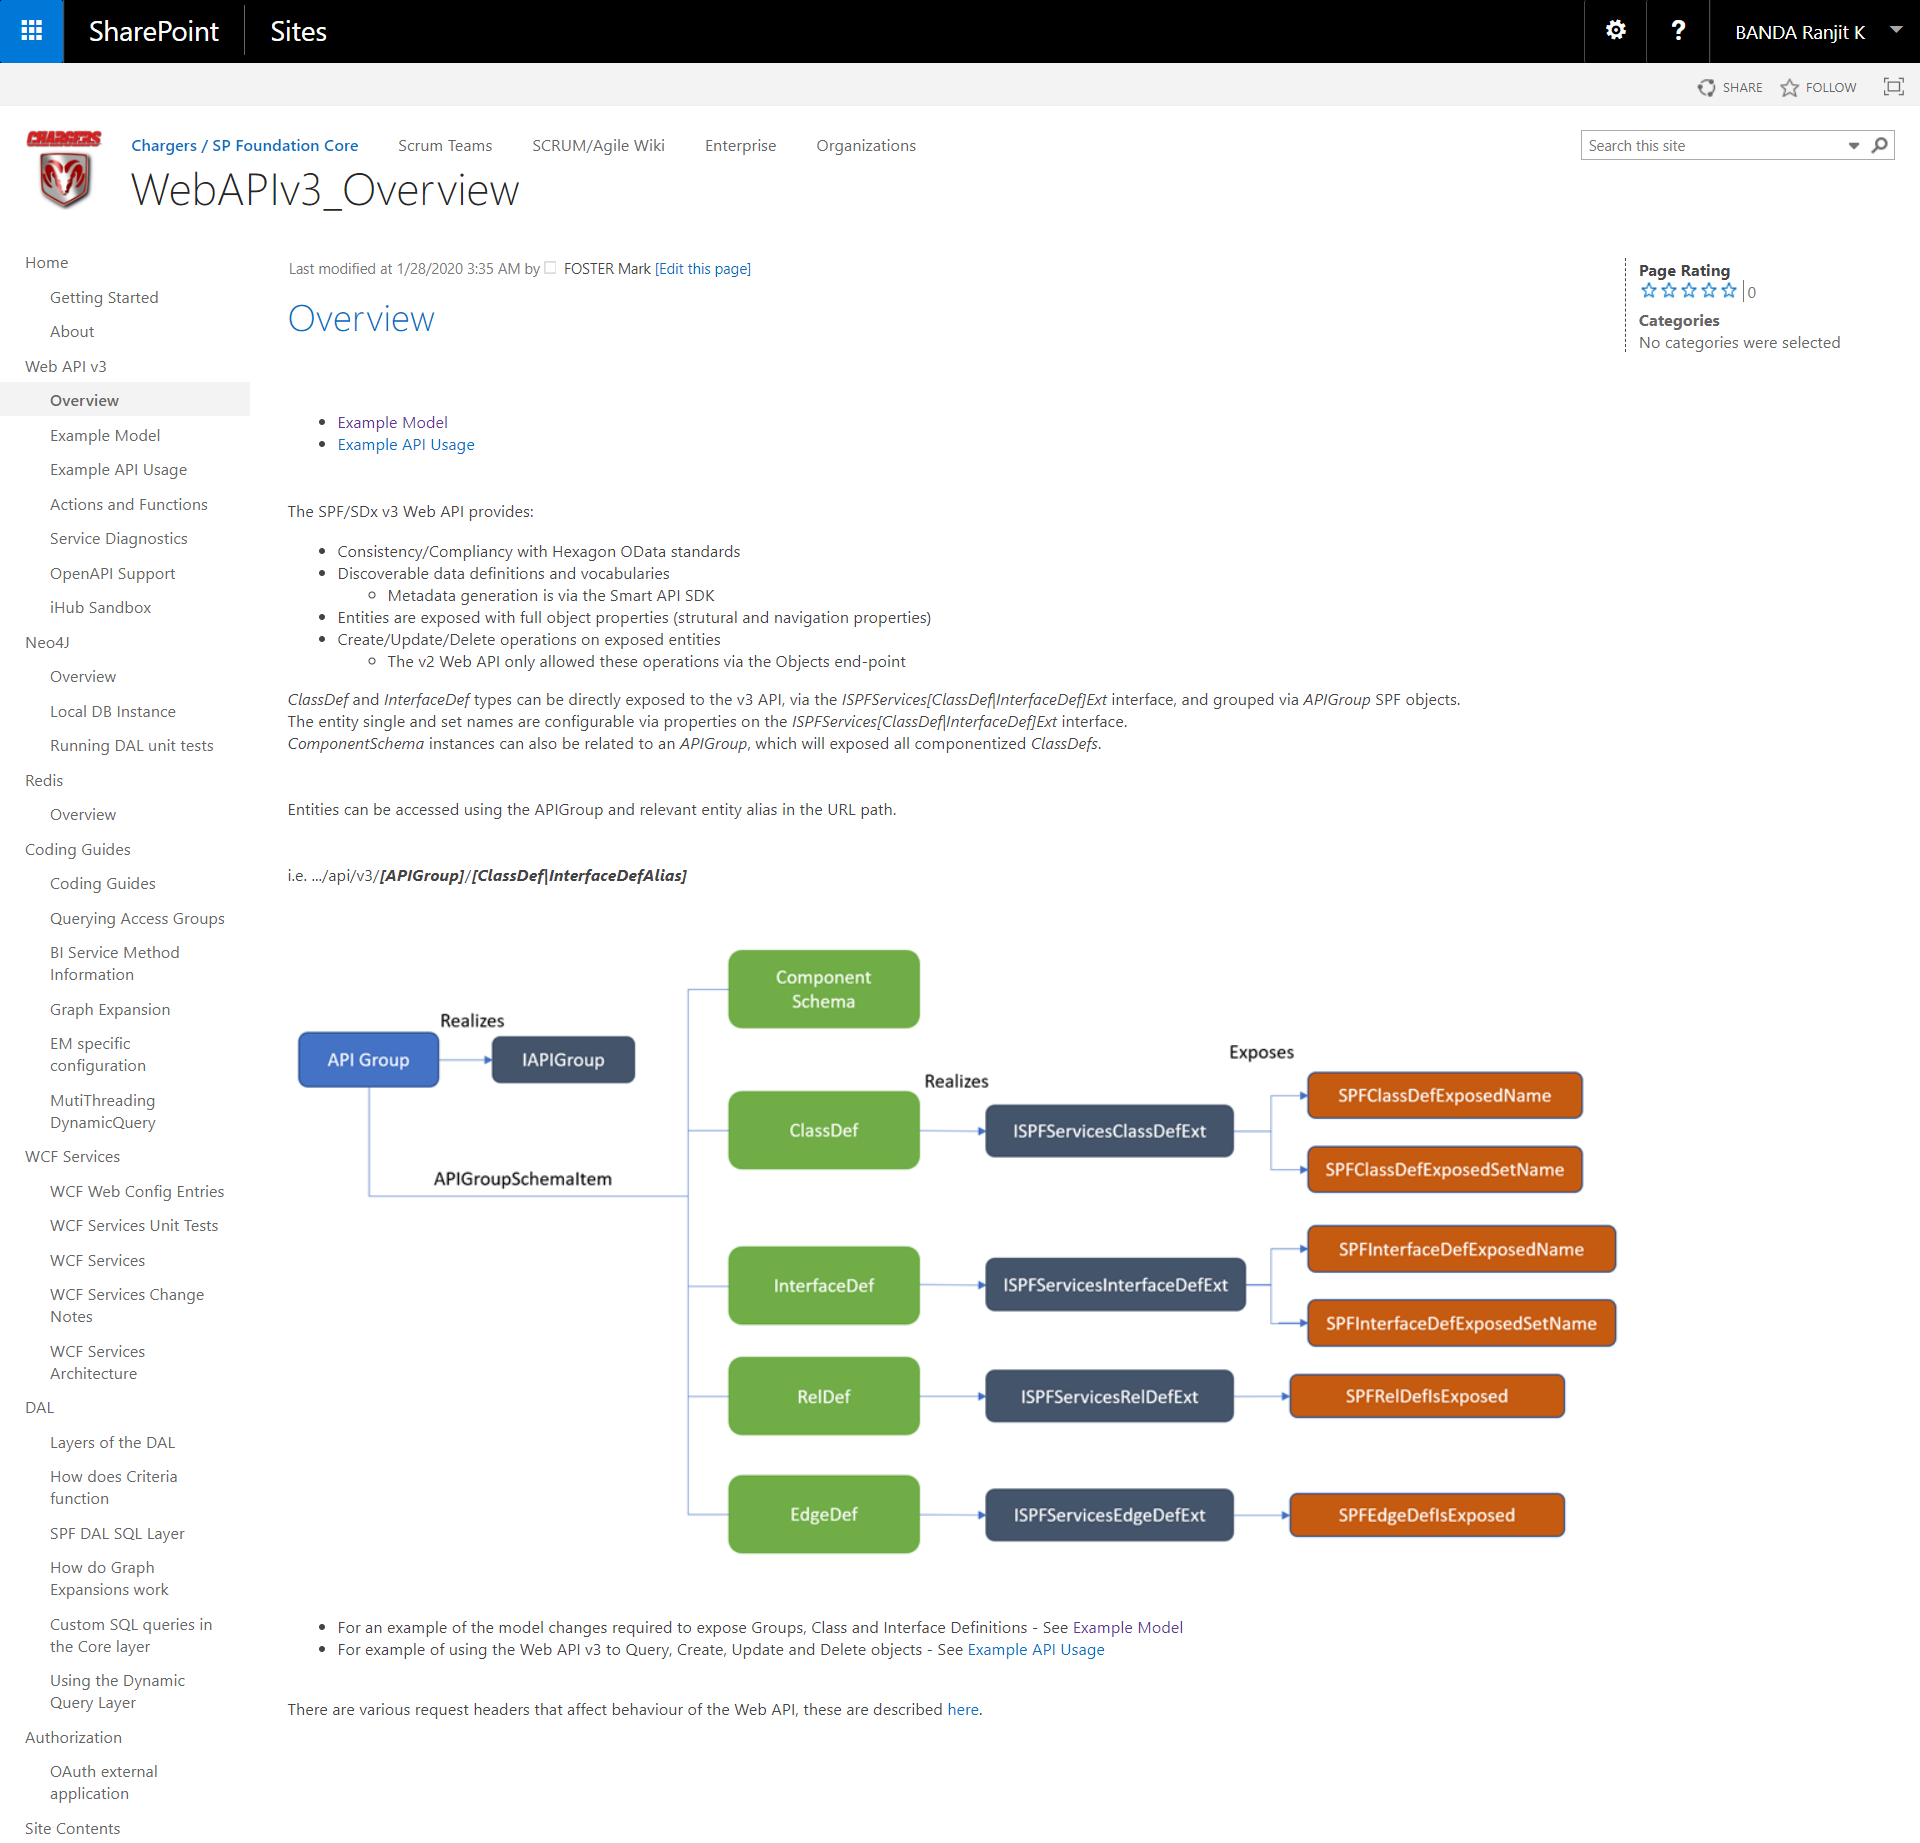 SharePoint
Sites
?
BANDA Ranjit K
SHARE
FOLLOW
CHARGERS
Chargers / SP Foundation Core
Scrum Teams
SCRUM/Agile Wiki
Enterprise
Organizations
Search this site
WebAPIv3_Overview
Home
Getting Started
About
Web API v3
Overview
Example Model
Example API Usage
Actions and Functions
Service Diagnostics
OpenAPI Support
iHub Sandbox
Neo4J
Overview
Local DB Instance
Running DAL unit tests
Redis
Overview
Coding Guides
Coding Guides
Querying Access Groups
BI Service Method
Information
Graph Expansion
EM specific
configuration
MutiThreading
DynamicQuery
WCF Services
WCF Web Config Entries
WCF Services Unit Tests
WCF Services
WCF Services Change
Notes
WCF Services
Architecture
DAL
Layers of the DAL
How does Criteria
function
SPF DAL SQL Layer
How do Graph
Expansions work
Custom SQL queries in
the Core layer
Using the Dynamic
Query Layer
Authorization
OAuth external
application
Site Contents
Last modified at 1/28/2020 3:35 AM by FOSTER Mark [Edit this page]
Page Rating
0
Categories
No categories were selected
Overview
Example Model
Example API Usage
The SPF/SDx v3 Web API provides:
Consistency/Compliancy with Hexagon OData standards
Discoverable data definitions and vocabularies
Metadata generation is via the Smart API SDK
Entities are exposed with full object properties (strutural and navigation properties)
Create/Update/Delete operations on exposed entities
The v2 Web API only allowed these operations via the Objects end-point
ClassDef and InterfaceDef types can be directly exposed to the v3 API, via the ISPFServices[ClassDef|InterfaceDef]Ext interface, and grouped via APIGroup SPF objects.
The entity single and set names are configurable via properties on the ISPFServices[ClassDef|InterfaceDef]Ext interface.
ComponentSchema instances can also be related to an APIGroup, which will exposed all componentized ClassDefs.
Entities can be accessed using the APIGroup and relevant entity alias in the URL path.
i.e. .../api/v3/[APIGroup]/[ClassDef|InterfaceDefAlias]
API Group
Realizes
IAPIGroup
APIGroupSchemaItem
Component
Schema
ClassDef
Realizes
ISPFServicesClassDefExt
Exposes
SPFClassDefExposedName
SPFClassDefExposedSetName
InterfaceDef
ISPFServicesInterfaceDefExt
SPFInterfaceDefExposedName
SPFInterfaceDefExposedSetName
RelDef
ISPFServicesRelDefExt
SPFRelDefIsExposed
EdgeDef
ISPFServicesEdgeDefExt
SPFEdgeDefIsExposed
For an example of the model changes required to expose Groups, Class and Interface Definitions - See Example Model
For example of using the Web API v3 to Query, Create, Update and Delete objects - See Example API Usage
There are various request headers that affect behaviour of the Web API, these are described here.